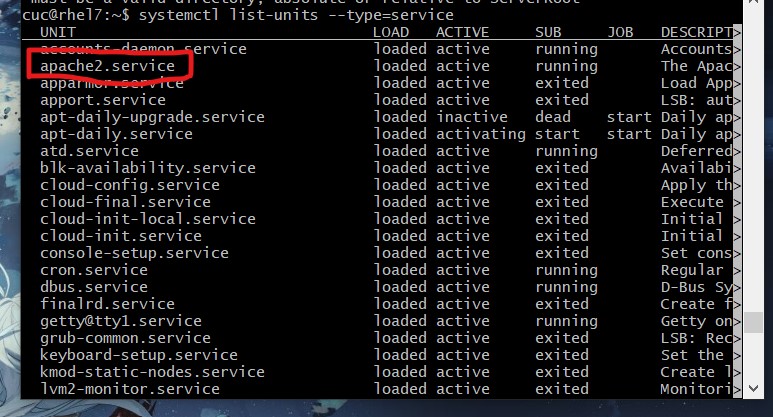 must be a valid directory, absolute or relative to ServerRoot
cuc@rhel7:~$ systemctl list-units --type=service
UNIT LOAD ACTIVE SUB JOB DESCRIPT>
accounts-daemon.service loaded active running Accounts>
apache2.service loaded active running The Apac>
apparmor.service loaded active exited Load App>
apport.service loaded active exited LSB: aut>
apt-daily-upgrade.service loaded inactive dead start Daily ap>
apt-daily.service loaded activating start start Daily ap>
atd.service loaded active running Deferred>
blk-availability.service loaded active exited Availabi>
cloud-config.service loaded active exited Apply th>
cloud-final.service loaded active exited Execute >
cloud-init-local.service loaded active exited Initial >
cloud-init.service loaded active exited Initial >
console-setup.service loaded active exited Set cons>
cron.service loaded active running Regular >
dbus.service loaded active running D-Bus Sy>
finalrd.service loaded active exited Create f>
getty@tty1.service loaded active running Getty on>
grub-common.service loaded active exited LSB: Rec>
keyboard-setup.service loaded active exited Set the >
kmod-static-nodes.service loaded active exited Create l>
lvm2-monitor.service loaded active exited Monitori>